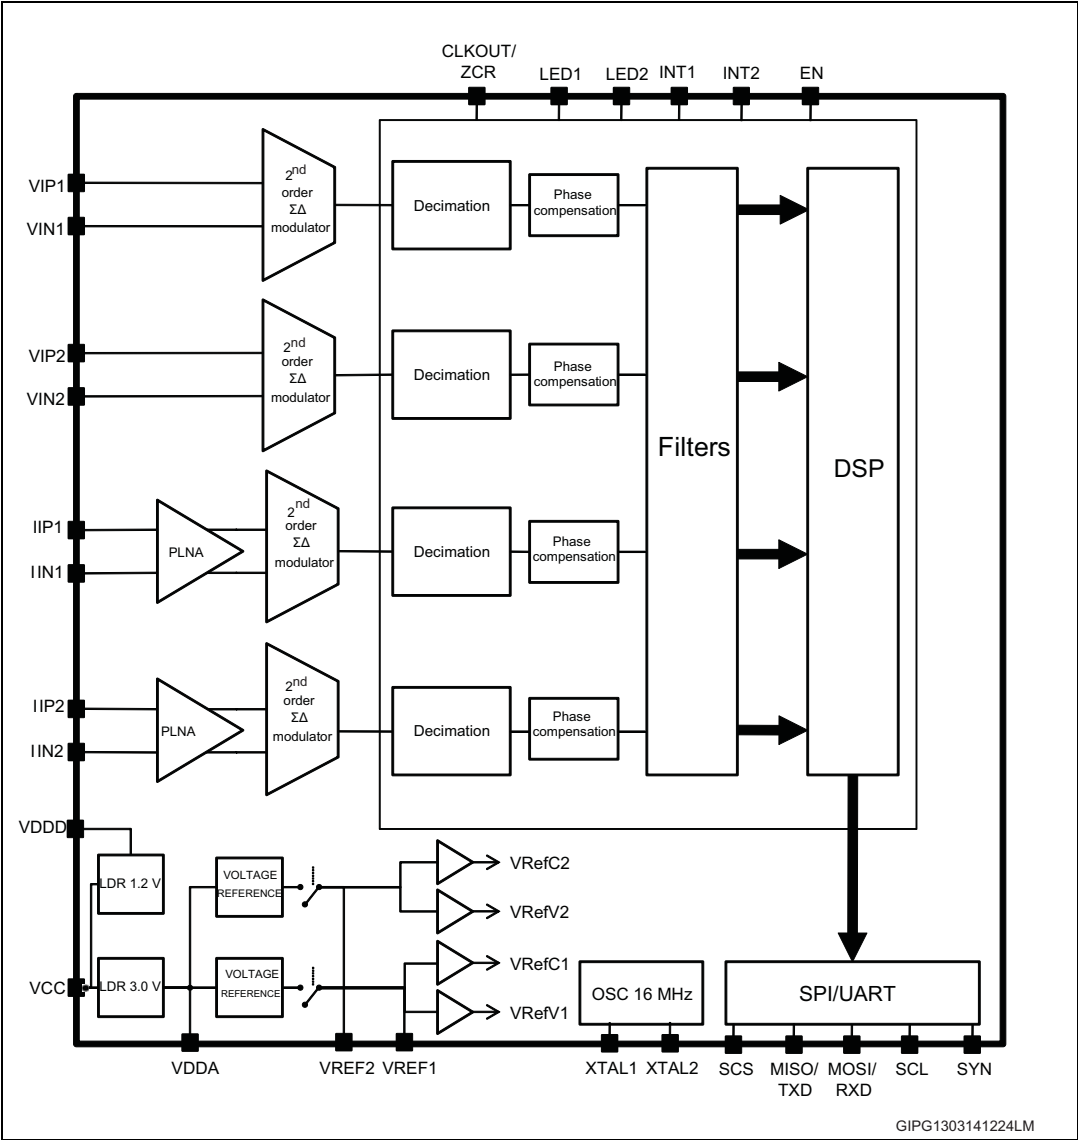 CLKOUT/
ZCR
LED1
LED2
INT1
INT2
EN
VIP1
VIN1
2nd
order
ΣΔ
modulator
Decimation
Phase
compensation
VIP2
VIN2
2nd
order
ΣΔ
modulator
Decimation
Phase
compensation
Filters
DSP
IIP1
IIN1
PLNA
2nd
order
ΣΔ
modulator
Decimation
Phase
compensation
IIP2
IIN2
PLNA
2nd
order
ΣΔ
modulator
Decimation
Phase
compensation
VDDD
LDR 1.2 V
VOLTAGE
REFERENCE
VRefC2
VRefV2
VCC
LDR 3.0 V
VOLTAGE
REFERENCE
VRefC1
VRefV1
OSC 16 MHz
SPI/UART
VDDA
VREF2
VREF1
XTAL1
XTAL2
SCS
MISO/
TXD
MOSI/
RXD
SCL
SYN
GIPG1303141224LM